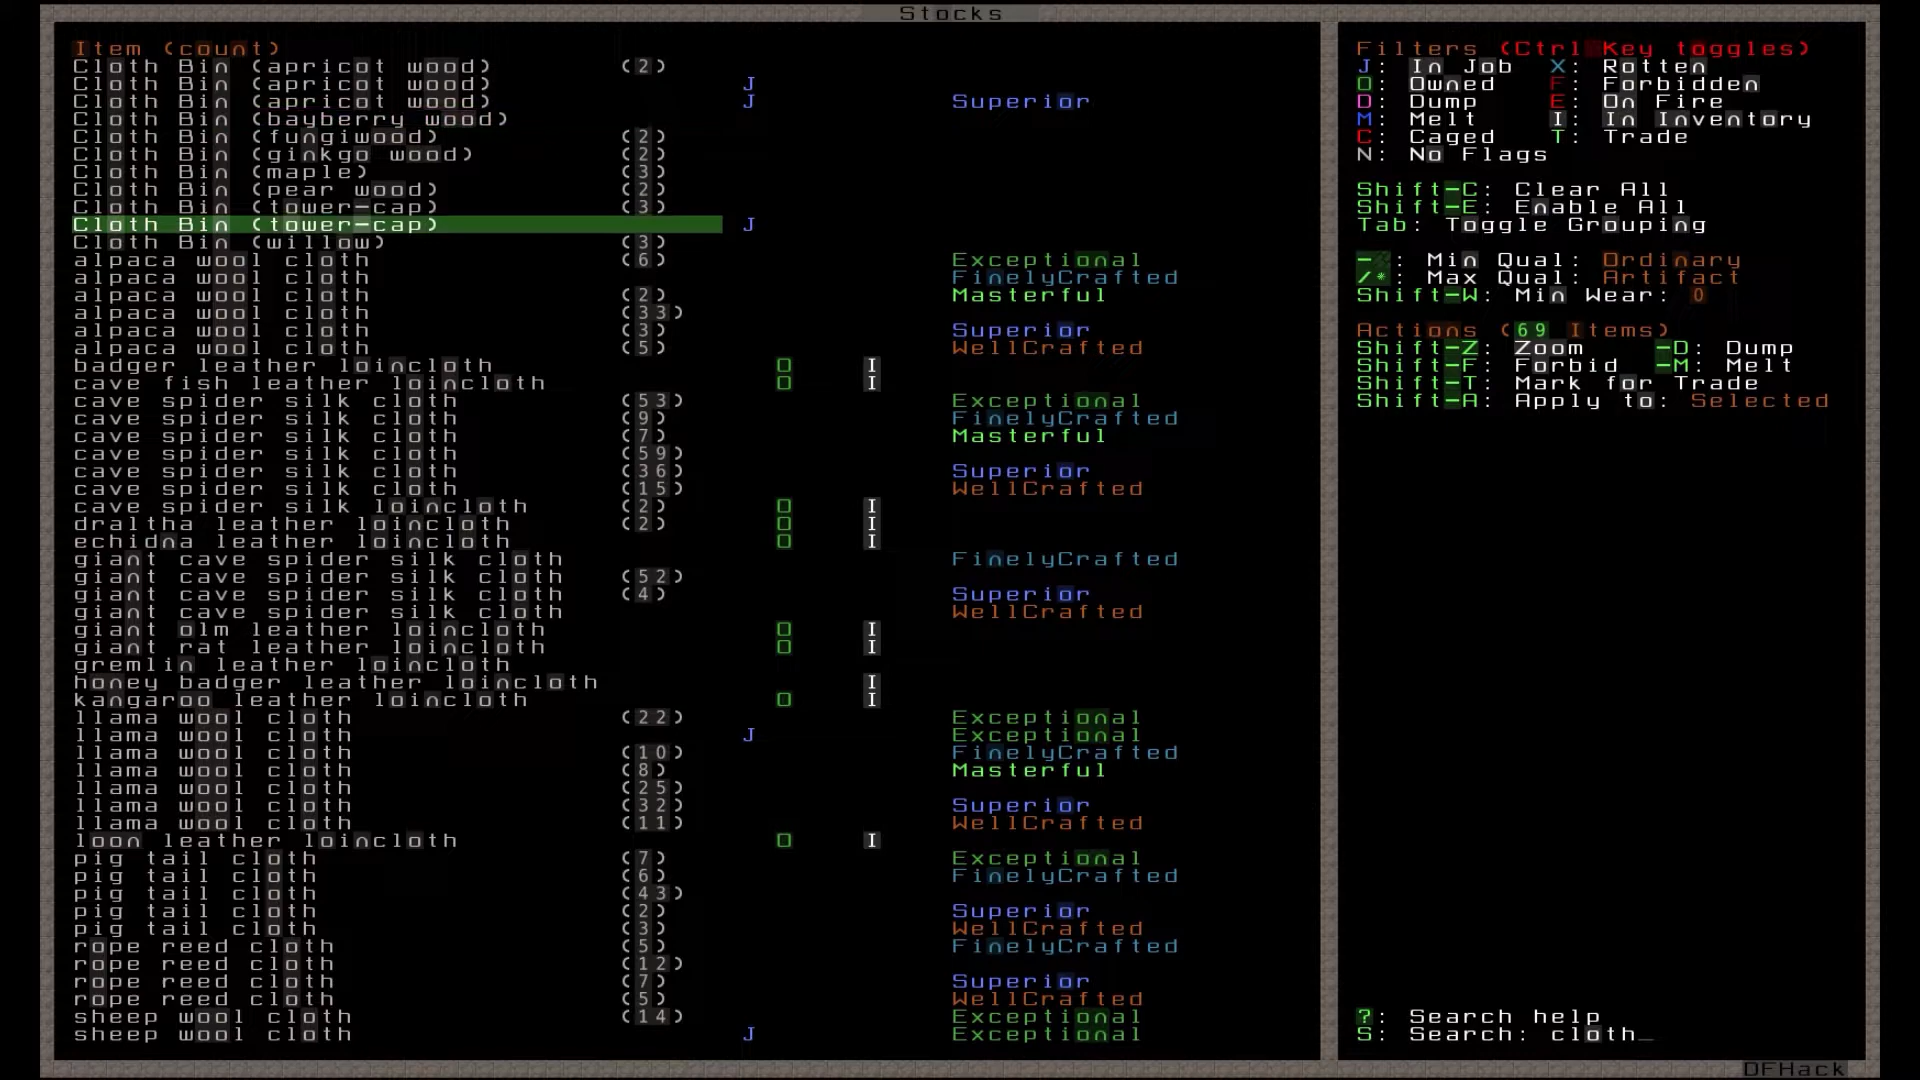 Stocks
Item (count)
Cloth Bin (apricot wood) (2)
Cloth Bin (apricot wood) J
Cloth Bin (apricot wood) J Superior
Cloth Bin (bayberry wood)
Cloth Bin (fungiwood) (2)
Cloth Bin (ginkgo wood) (2)
Cloth Bin (maple) (3)
Cloth Bin (pear wood) (2)
Cloth Bin (tower-cap) (3)
Cloth Bin (tower-cap) J
Cloth Bin (willow) (3)
alpaca wool cloth (6) Exceptional
alpaca wool cloth FinelyCrafted
alpaca wool cloth (2) Masterful
alpaca wool cloth (33)
alpaca wool cloth (3) Superior
alpaca wool cloth (5) WellCrafted
badger leather loincloth O I
cave fish leather loincloth O I
cave spider silk cloth (53) Exceptional
cave spider silk cloth (9) FinelyCrafted
cave spider silk cloth (7) Masterful
cave spider silk cloth (59)
cave spider silk cloth (36) Superior
cave spider silk cloth (15) WellCrafted
cave spider silk loincloth (2) O I
draltha leather loincloth (2) O I
echidna leather loincloth O I
giant cave spider silk cloth FinelyCrafted
giant cave spider silk cloth (52)
giant cave spider silk cloth (4) Superior
giant cave spider silk cloth WellCrafted
giant olm leather loincloth O I
giant rat leather loincloth O I
gremlin leather loincloth
honey badger leather loincloth I
kangaroo leather loincloth O I
llama wool cloth (22) Exceptional
llama wool cloth J Exceptional
llama wool cloth (10) FinelyCrafted
llama wool cloth (8) Masterful
llama wool cloth (25)
llama wool cloth (32) Superior
llama wool cloth (11) WellCrafted
loon leather loincloth O I
pig tail cloth (7) Exceptional
pig tail cloth (6) FinelyCrafted
pig tail cloth (43)
pig tail cloth (2) Superior
pig tail cloth (3) WellCrafted
rope reed cloth (5) FinelyCrafted
rope reed cloth (12)
rope reed cloth (7) Superior
rope reed cloth (5) WellCrafted
sheep wool cloth (14) Exceptional
sheep wool cloth J Exceptional
Filters (Ctrl Key toggles)
J: In Job X: Rotten
O: Owned F: Forbidden
D: Dump E: On Fire
M: Melt I: In Inventory
C: Caged T: Trade
N: No Flags
Shift-C: Clear All
Shift-E: Enable All
Tab: Toggle Grouping
: Min Qual: Ordinary
/*: Max Qual: Artifact
Shift-W: Min Wear: 0
Actions (69 Items)
Shift-Z: Zoom -D: Dump
Shift-F: Forbid -M: Melt
Shift-T: Mark for Trade
Shift-A: Apply to: Selected
?: Search help
S: Search: cloth_
DFHack